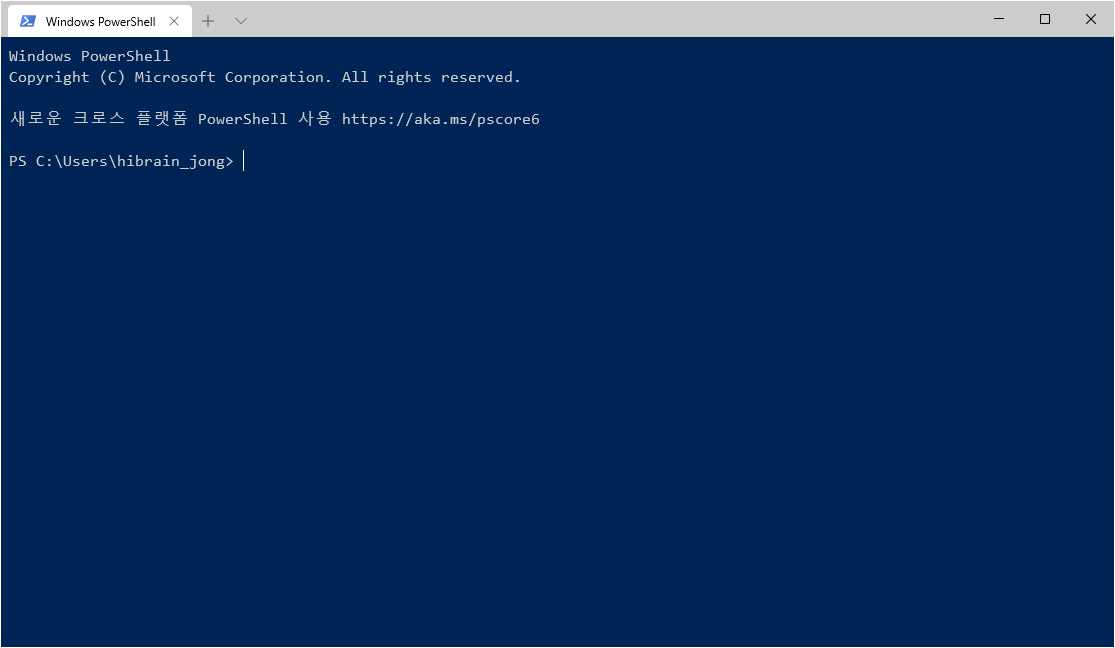 Windows PowerShell
Windows PowerShell
Copyright (C) Microsoft Corporation. All rights reserved.
새로운 크로스 플랫폼 PowerShell 사용 https://aka.ms/pscore6
PS C:\Users\hibrain_jong>